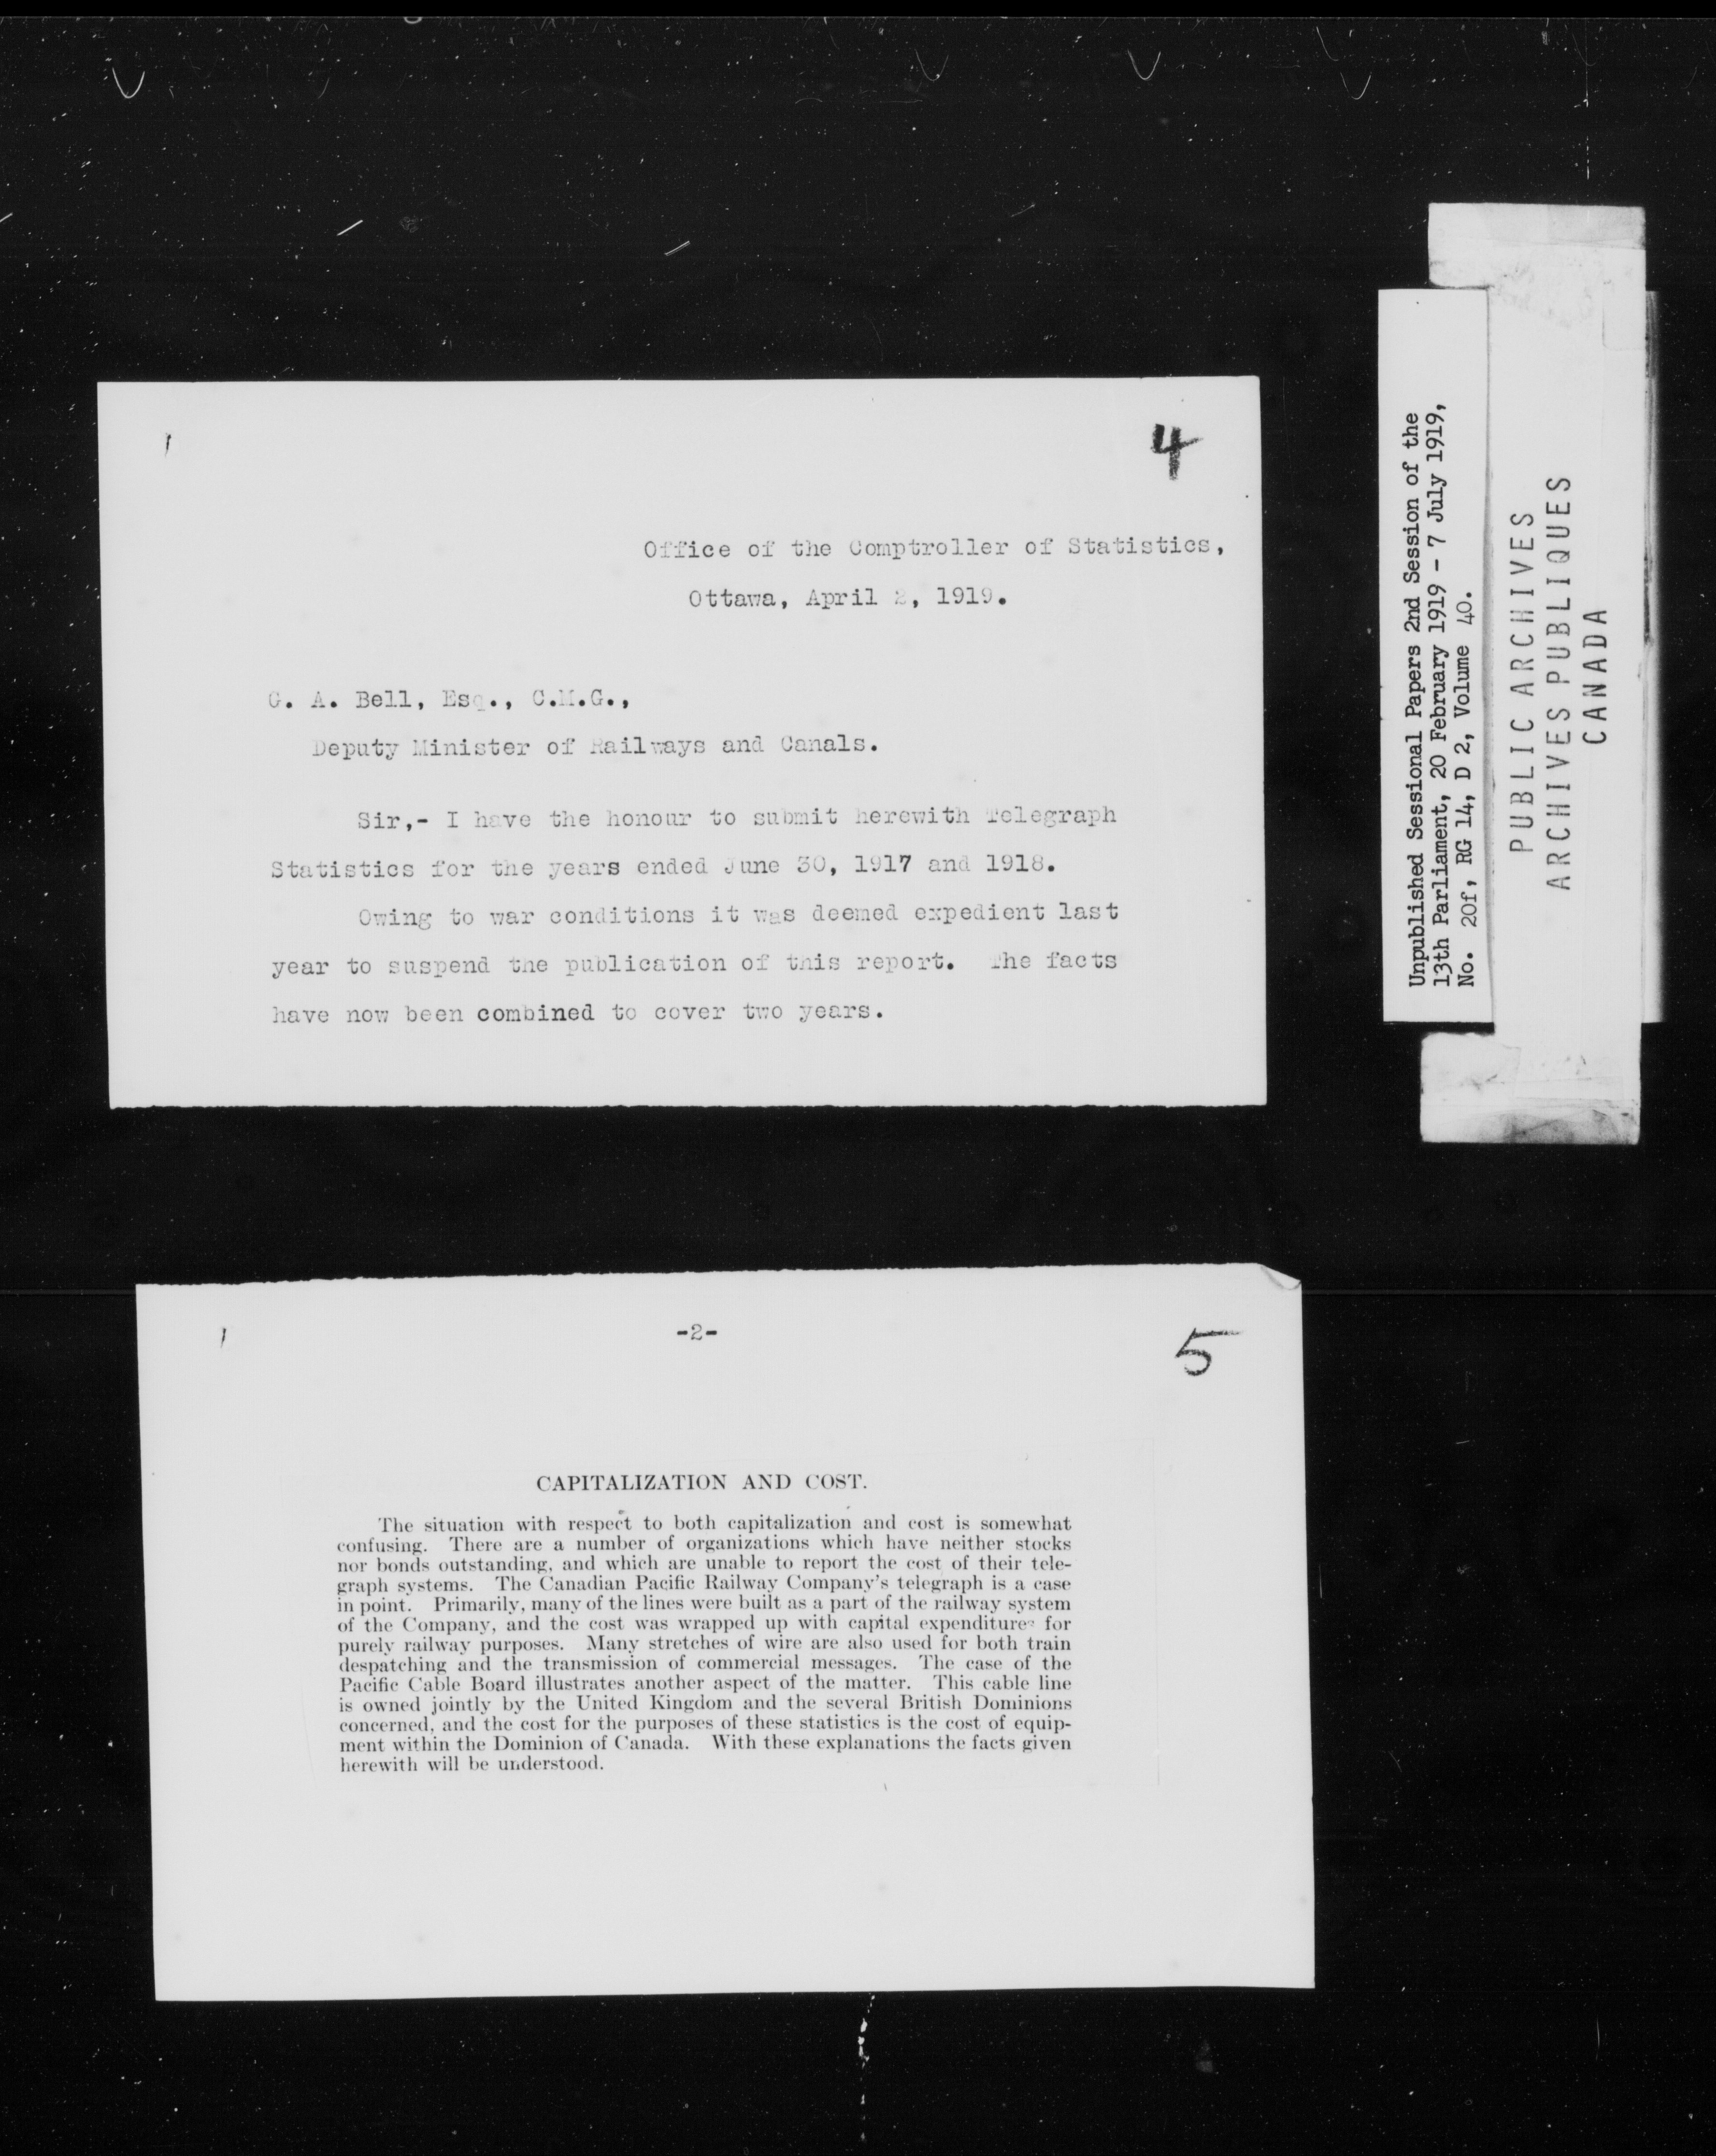 4
Office of the Comptroller of Statistics,
Ottawa, April 2, 1919.
G. A. Bell, Esq., C.M.G.,
Deputy Minister of Railways and Canals.
Sir,- I have the honour to submit herewith Telegraph
Statistics for the years ended June 30, 1917 and 1918.
Owing to war conditions it was deemed expedient last
year to suspend the publication of this report. The facts
have now been combined to cover two years.
Unpublished Sessional Papers 2nd Session of the
13th Parliament, 20 February 1919 - 7 July 1919,
No. 20f, RG 14, D 2, Volume 40.
PUBLIC ARCHIVES
ARCHIVES PUBLIQUES
CANADA
-2-
5
CAPITALIZATION AND COST.
The situation with respect to both capitalization and cost is somewhat
confusing. There are a number of organizations which have neither stocks
nor bonds outstanding, and which are unable to report the cost of their tele-
graph systems. The Canadian Pacific Railway Company's telegraph is a case
in point. Primarily, many of the lines were built as a part of the railway system
of the Company, and the cost was wrapped up with capital expenditures for
purely railway purposes. Many stretches of wire are also used for both train
despatching and the transmission of commercial messages. The case of the
Pacific Cable Board illustrates another aspect of the matter. This cable line
is owned jointly by the United Kingdom and the several British Dominions
concerned, and the cost for the purposes of these statistics is the cost of equip-
ment within the Dominion of Canada. With these explanations the facts given
herewith will be understood.